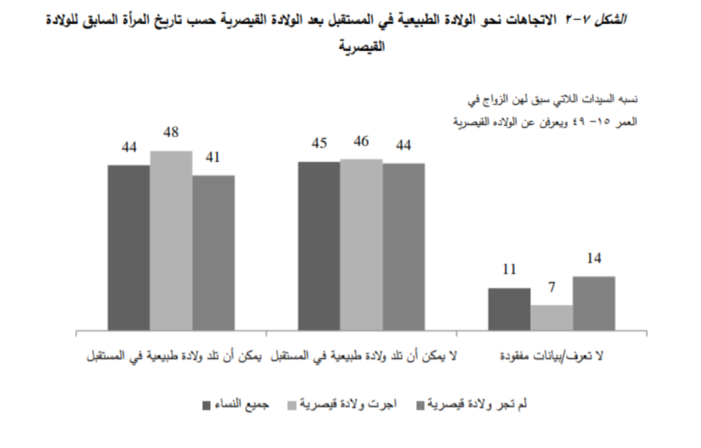 الشكل ٧-٢ الاتجاهات نحو الولادة الطبيعية في المستقبل بعد الولادة القيصرية حسب تاريخ المرأة السابق للولادة
القيصرية
نسبه السيدات اللاتي سبق لهن الزواج في
العمر ١٥- ٤٩ ويعرفن عن الولاده القيصرية
44 48 41
45 46 44
11 7 14
يمكن أن تلد ولادة طبيعية في المستقبل
لا يمكن أن تلد ولادة طبيعية في المستقبل
لا تعرف/بيانات مفقودة
جميع النساء
اجرت ولادة قيصرية
لم تجر ولادة قيصرية